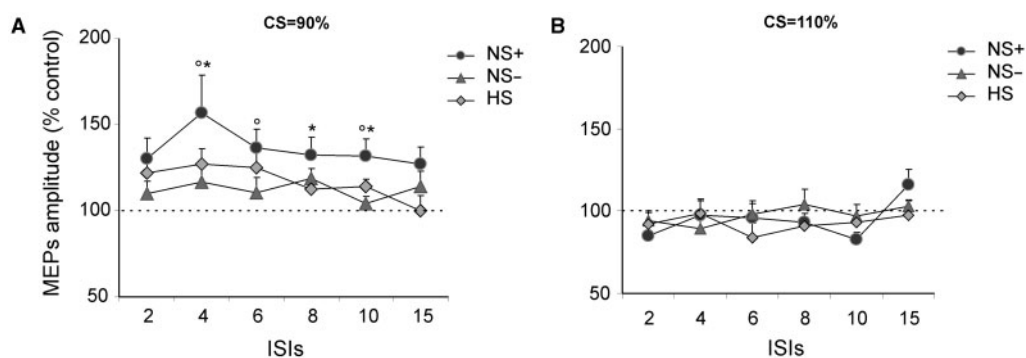 A
CS=90%
MEPs amplitude (% control)
200
150
100
50
°*
°
*
°*
2 4 6 8 10 15
ISIs
NS+
NS–
HS
B
CS=110%
200
150
100
50
2 4 6 8 10 15
ISIs
NS+
NS–
HS